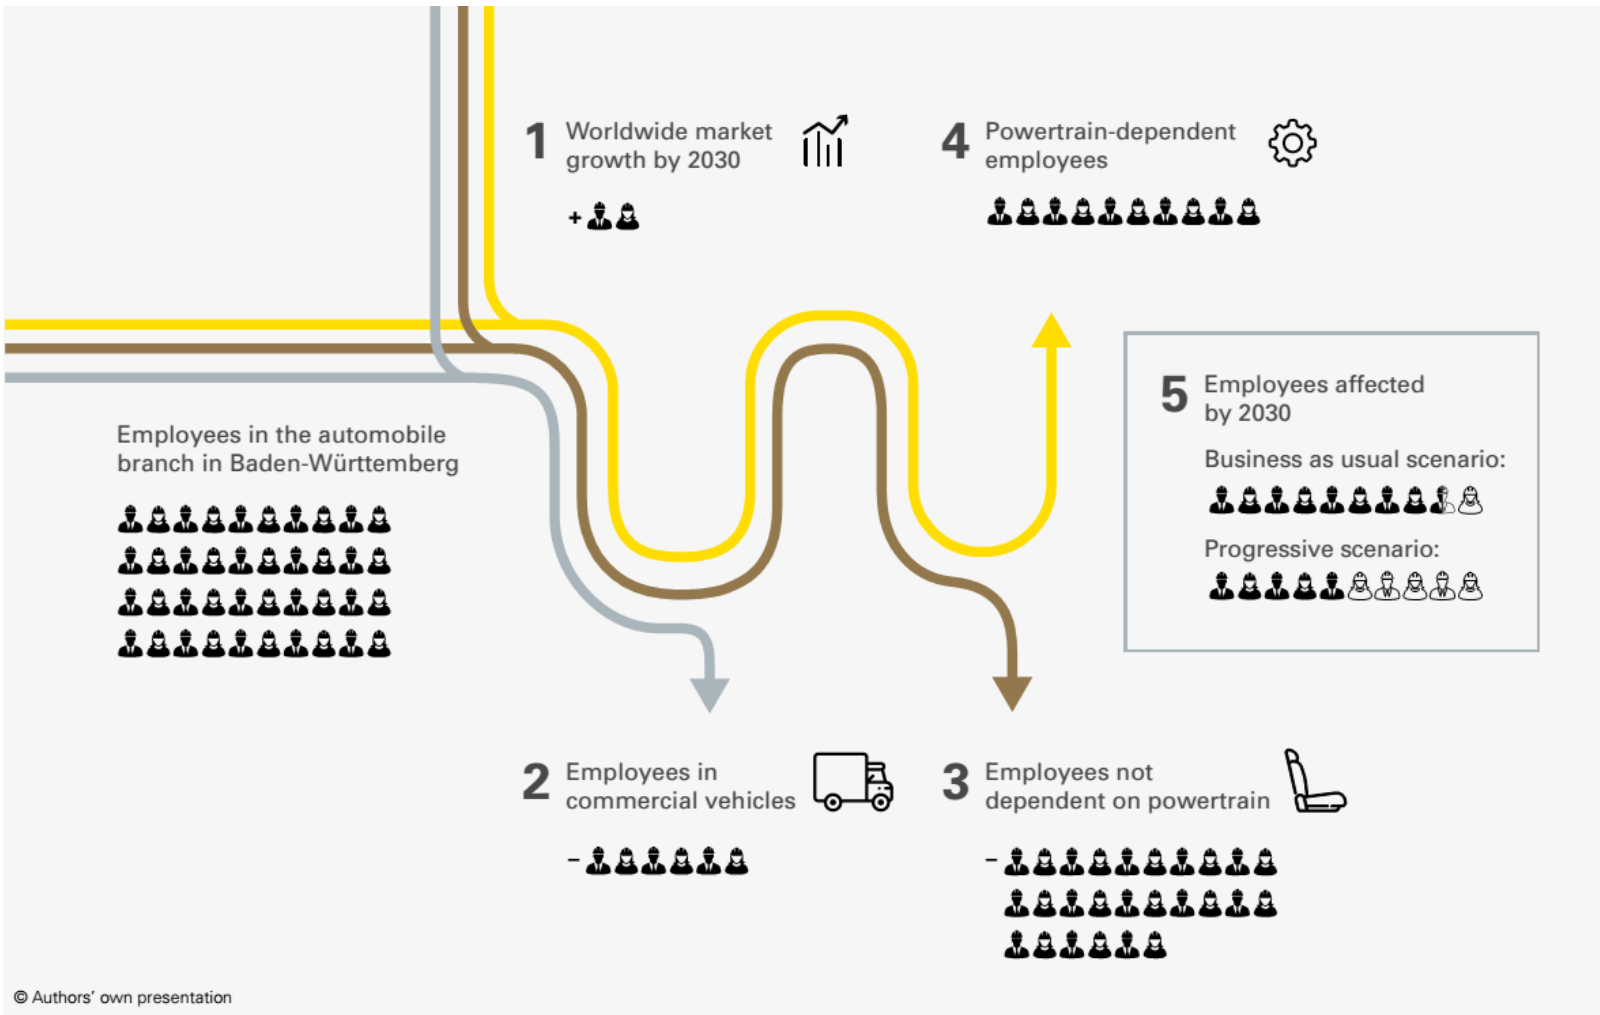 1 Worldwide market
growth by 2030
+
4 Powertrain-dependent
employees
Employees in the automobile
branch in Baden-Württemberg
5 Employees affected
by 2030
Business as usual scenario:
Progressive scenario:
2 Employees in
commercial vehicles
–
3 Employees not
dependent on powertrain
–
© Authors’ own presentation